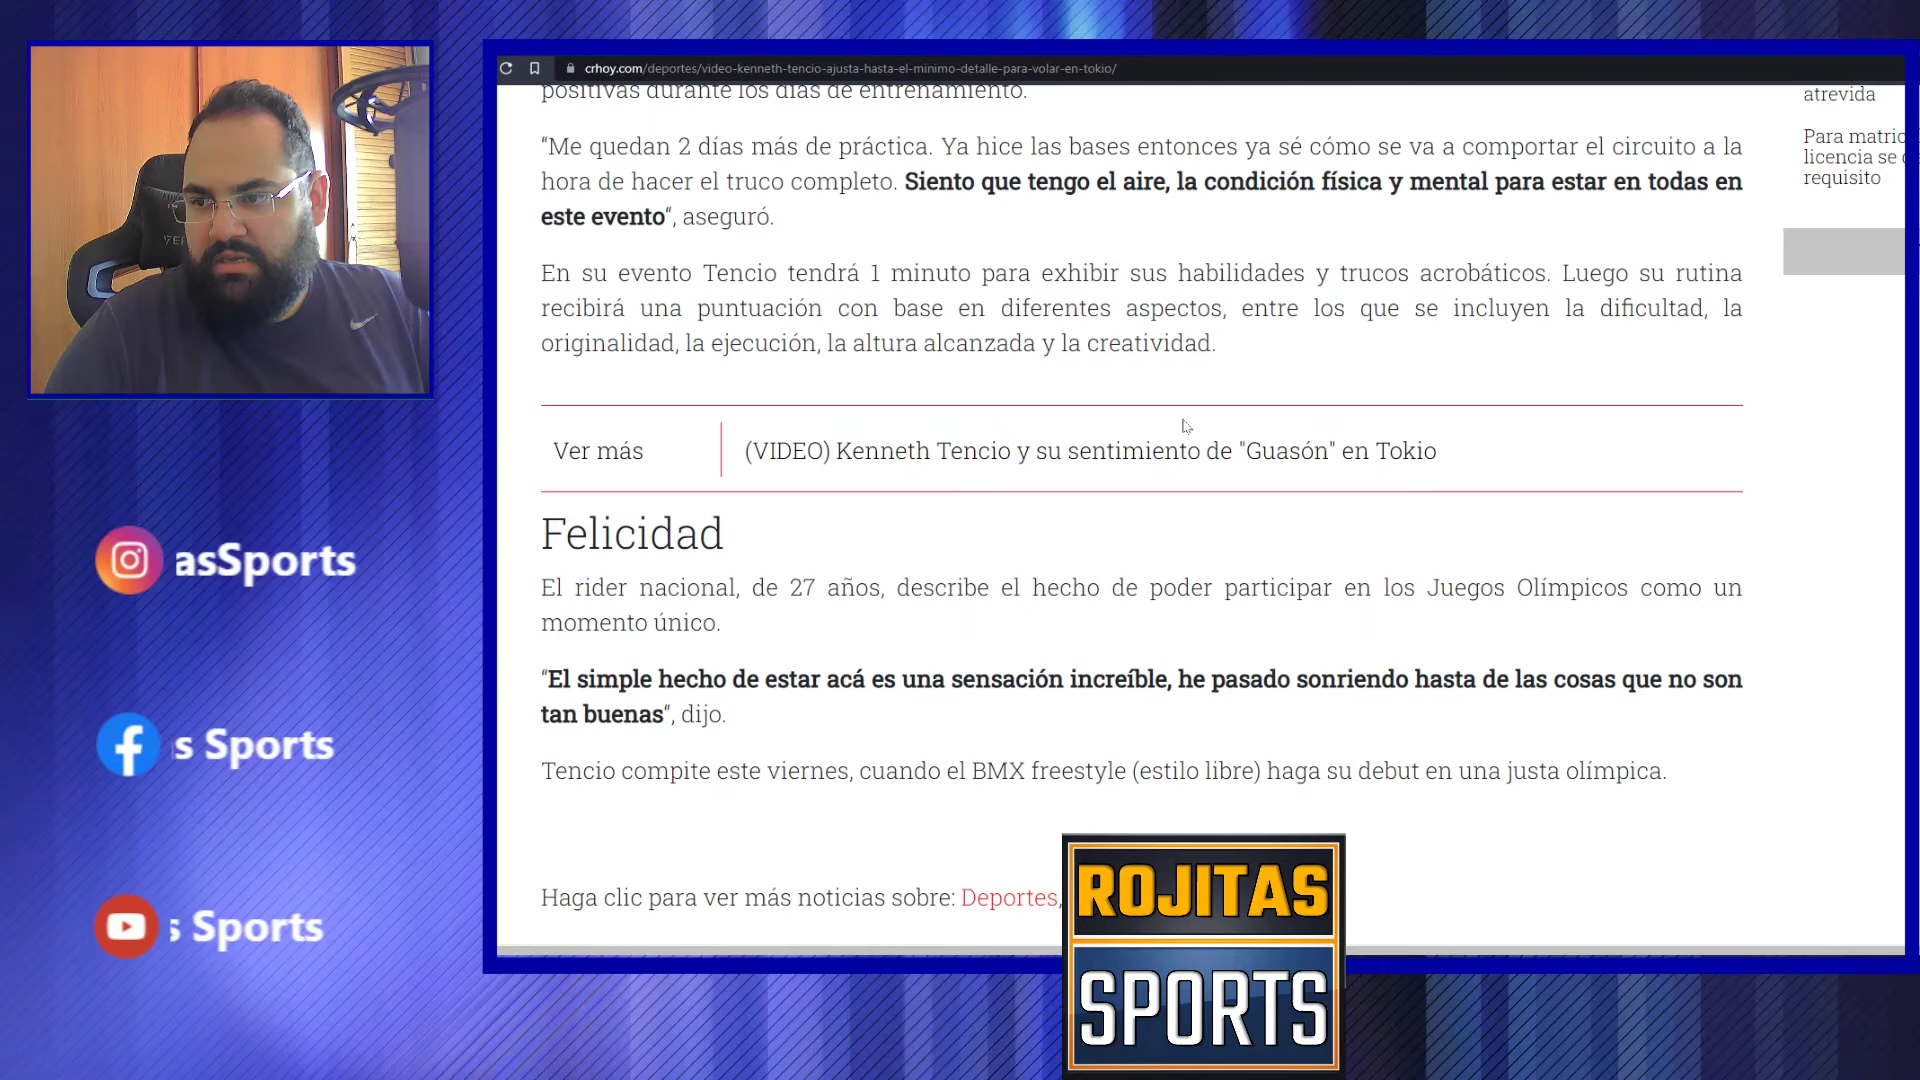 crhoy.com/deportes/video-kenneth-tencio-ajusta-hasta-el-minimo-detalle-para-volar-en-tokio/
positivas durante los días de entrenamiento.
“Me quedan 2 días más de práctica. Ya hice las bases entonces ya sé cómo se va a comportar el circuito a la
hora de hacer el truco completo. Siento que tengo el aire, la condición física y mental para estar en todas en
este evento“, aseguró.
En su evento Tencio tendrá 1 minuto para exhibir sus habilidades y trucos acrobáticos. Luego su rutina
recibirá una puntuación con base en diferentes aspectos, entre los que se incluyen la dificultad, la
originalidad, la ejecución, la altura alcanzada y la creatividad.
Ver más
(VIDEO) Kenneth Tencio y su sentimiento de "Guasón" en Tokio
Felicidad
El rider nacional, de 27 años, describe el hecho de poder participar en los Juegos Olímpicos como un
momento único.
“El simple hecho de estar acá es una sensación increíble, he pasado sonriendo hasta de las cosas que no son
tan buenas“, dijo.
Tencio compite este viernes, cuando el BMX freestyle (estilo libre) haga su debut en una justa olímpica.
Haga clic para ver más noticias sobre: Deportes,
atrevida
Para matric
licencia se
requisito
asSports
s Sports
s Sports
ROJITAS
SPORTS